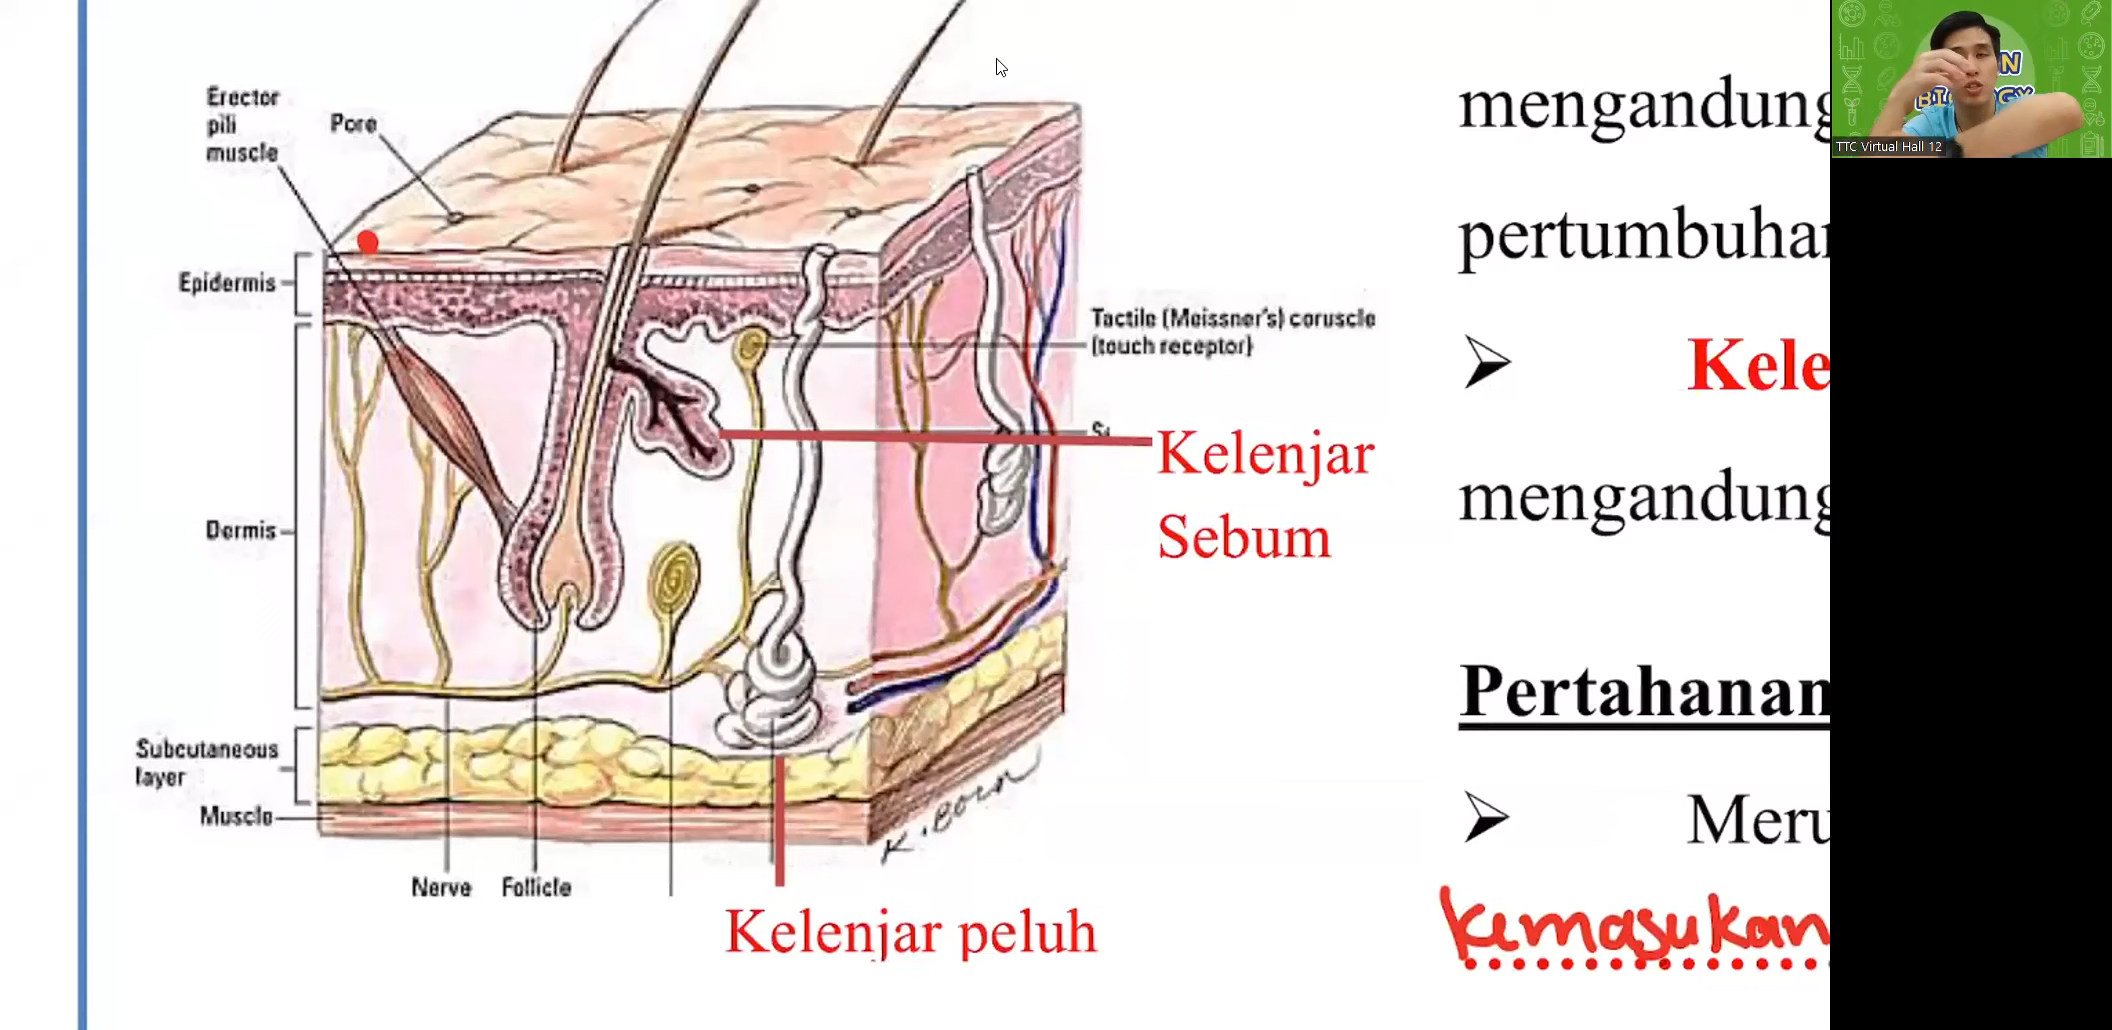 Erector
pili
muscle
Pore
Epidermis
Dermis
Subcutaneous
layer
Muscle
Nerve
Follicle
Tactile (Meissner's) coruscle
(touch receptor)
Kelenjar
Sebum
Kelenjar peluh
K. Born
mengandung
Kele
mengandung
Pertahanan
Meru
kemasukan
TTC Virtual Hall 12